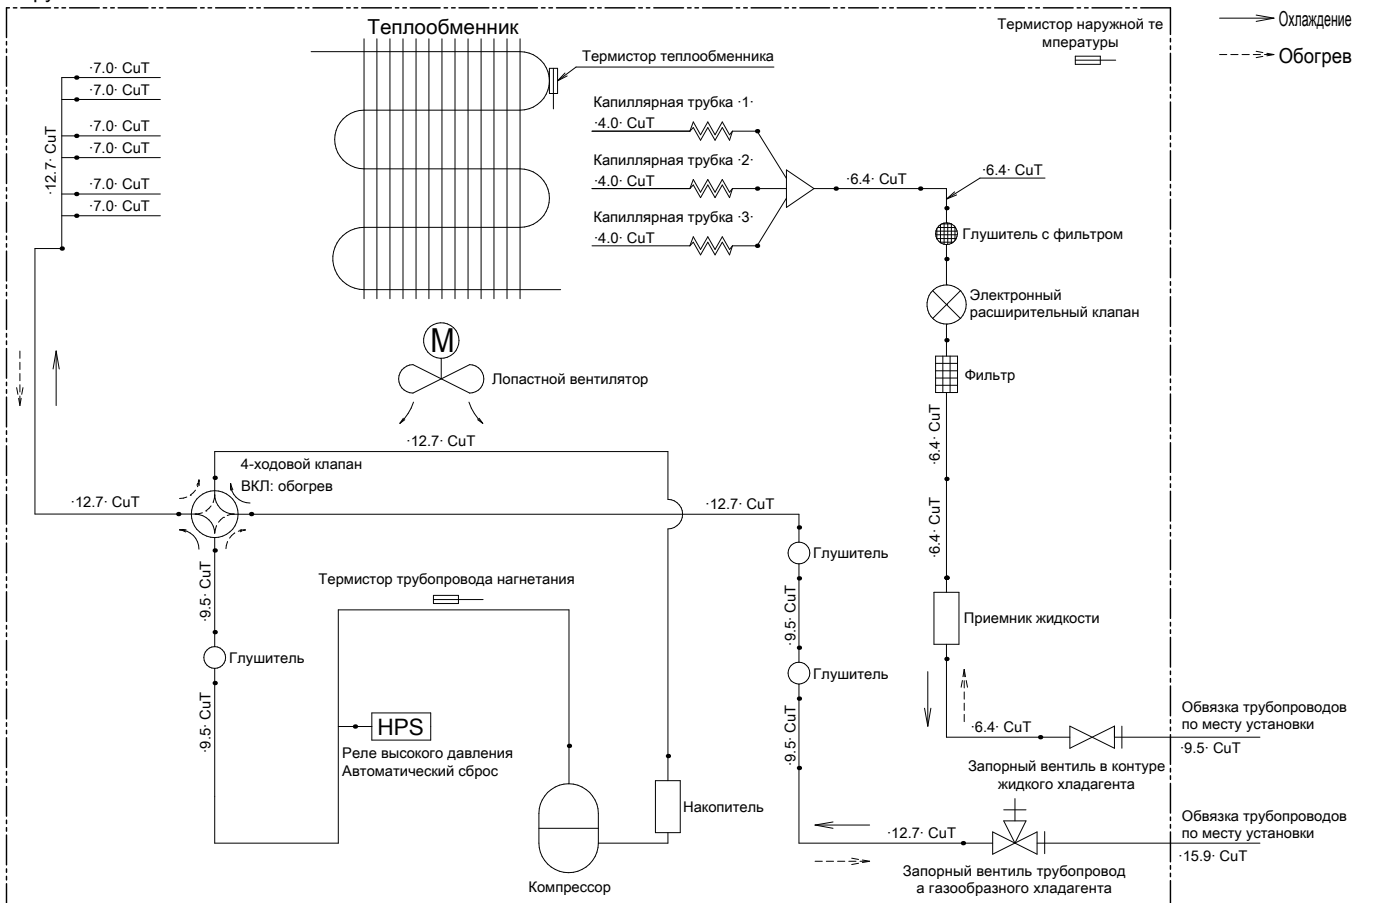 Теплообменник
Термистор наружной те
мпературы
Охлаждение
Обогрев
Термистор теплообменника
·7.0· CuT
·7.0· CuT
·7.0· CuT
·7.0· CuT
·7.0· CuT
·7.0· CuT
·12.7· CuT
Капиллярная трубка ·1·
·4.0· CuT
Капиллярная трубка ·2·
·4.0· CuT
Капиллярная трубка ·3·
·4.0· CuT
·6.4· CuT
·6.4· CuT
Глушитель с фильтром
Электронный
расширительный клапан
Фильтр
·6.4· CuT
·6.4· CuT
M
Лопастной вентилятор
·12.7· CuT
4-ходовой клапан
ВКЛ: обогрев
·12.7· CuT
·12.7· CuT
Глушитель
·9.5· CuT
Термистор трубопровода нагнетания
·9.5· CuT
Приемник жидкости
Глушитель
Глушитель
·9.5· CuT
·9.5· CuT
HPS
Реле высокого давления
Автоматический сброс
·6.4· CuT
Обвязка трубопроводов
по месту установки
·9.5· CuT
Запорный вентиль в контуре
жидкого хладагента
Накопитель
Обвязка трубопроводов
по месту установки
·12.7· CuT
·15.9· CuT
Запорный вентиль трубопровод
а газообразного хладагента
Компрессор